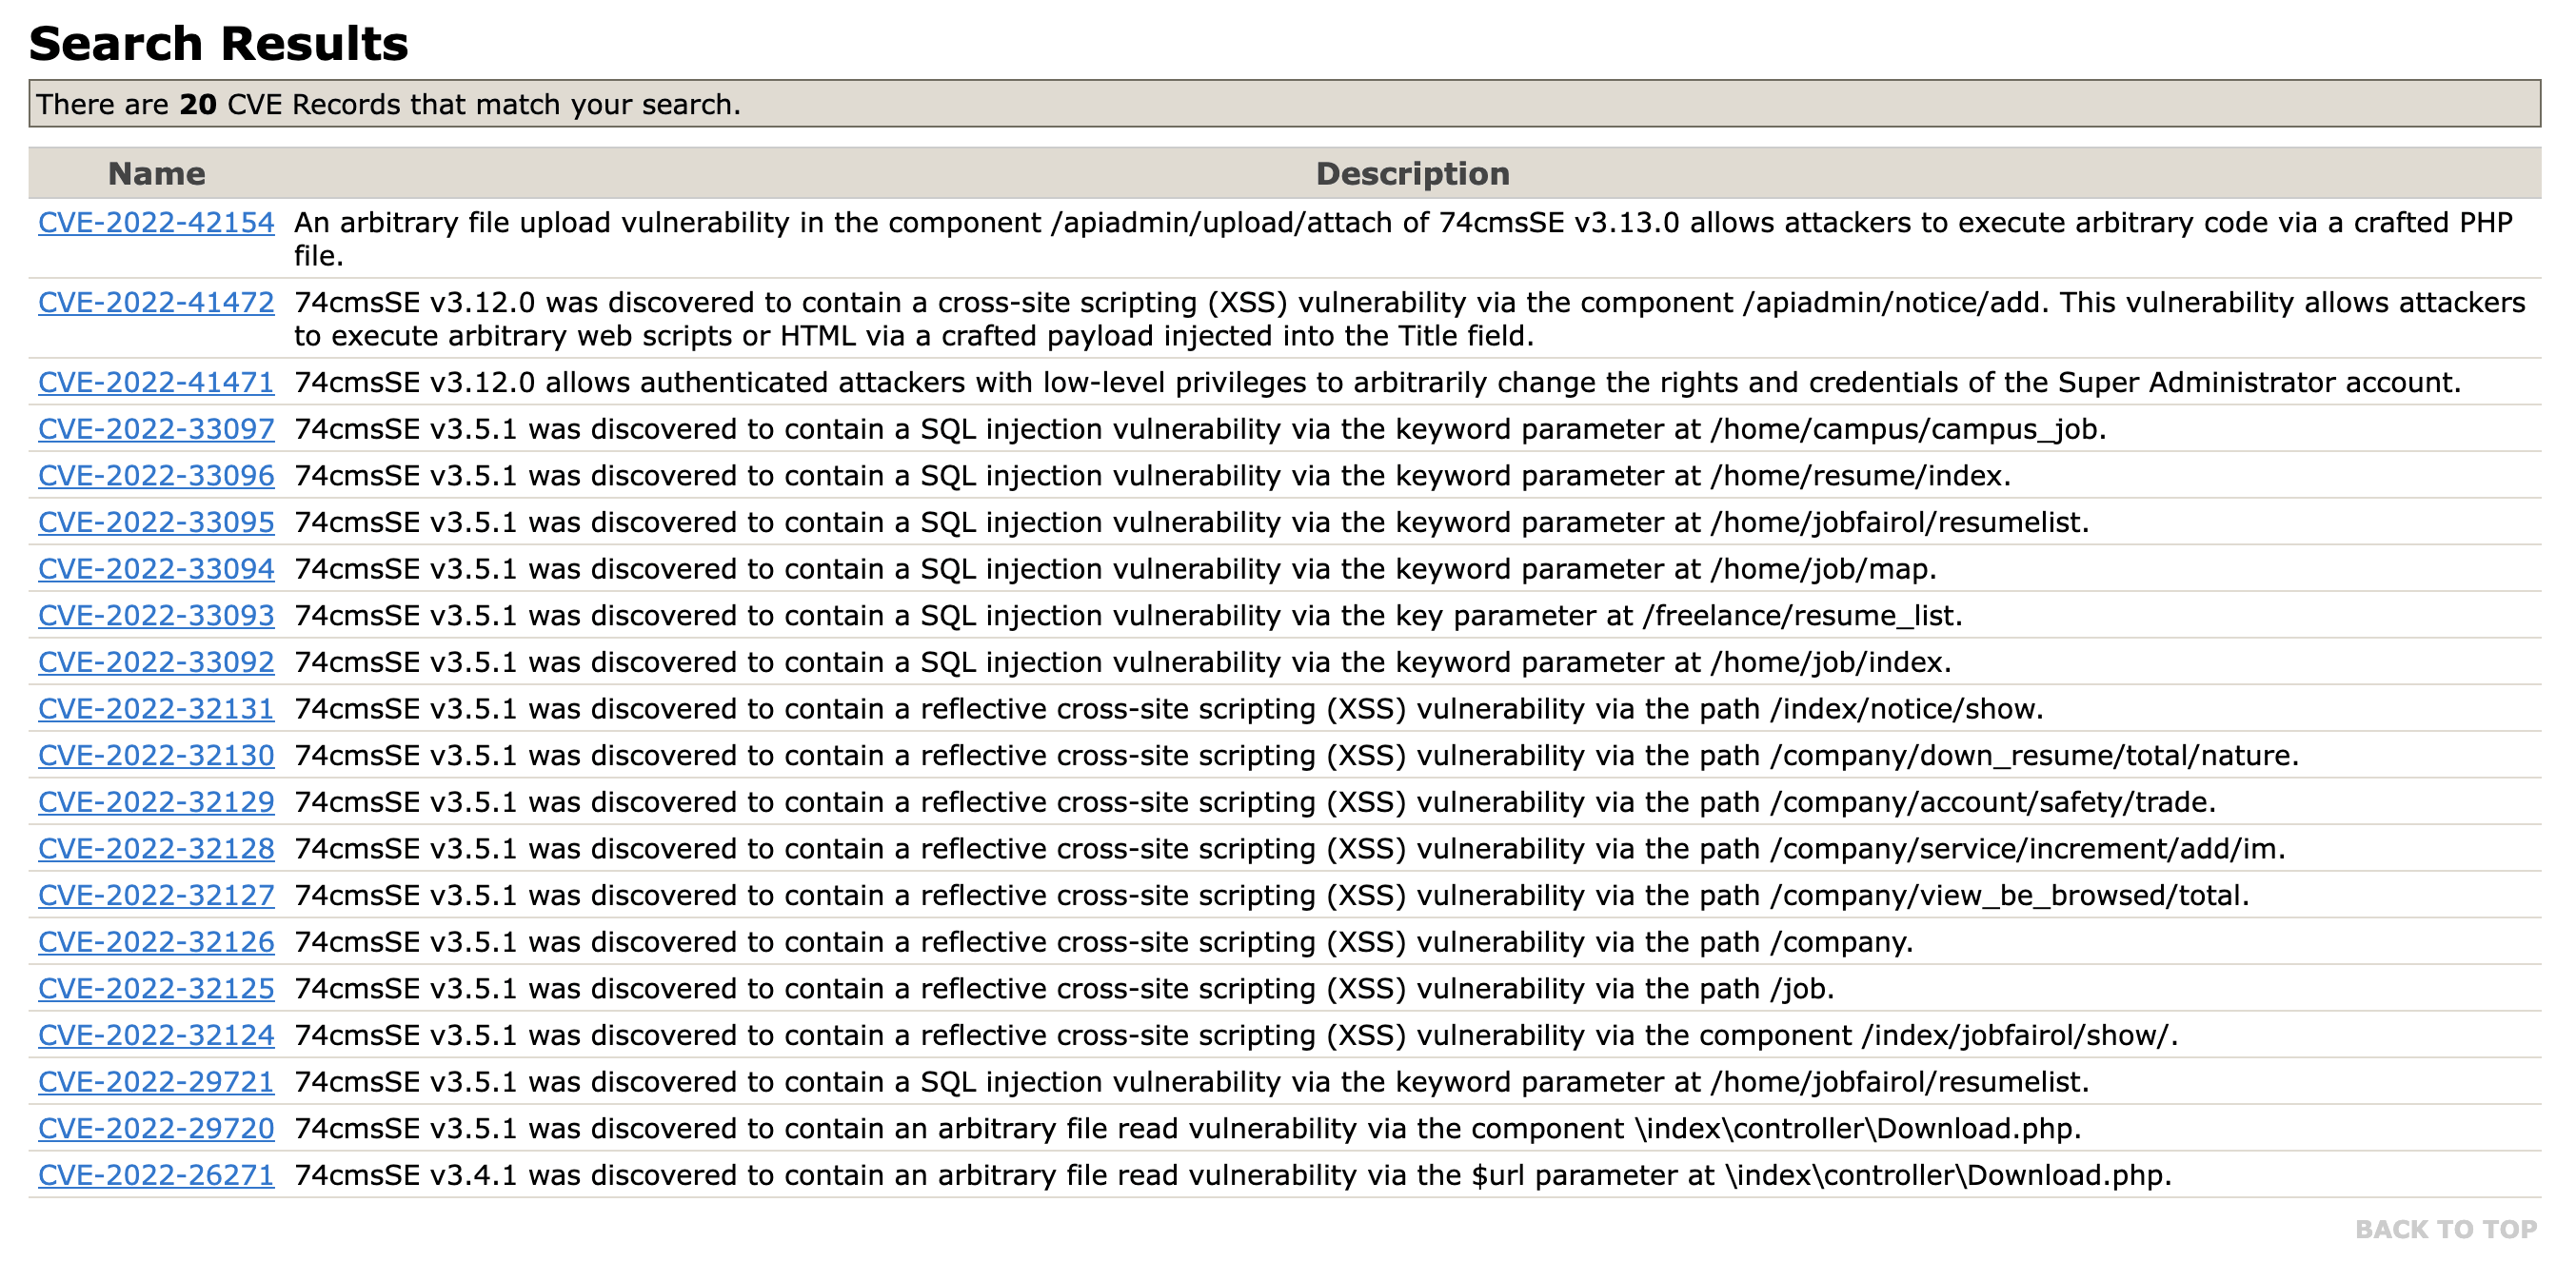 Search Results
There are 20 CVE Records that match your search.
Name Description
CVE-2022-42154 An arbitrary file upload vulnerability in the component /apiadmin/upload/attach of 74cmsSE v3.13.0 allows attackers to execute arbitrary code via a crafted PHP
file.
CVE-2022-41472 74cmsSE v3.12.0 was discovered to contain a cross-site scripting (XSS) vulnerability via the component /apiadmin/notice/add. This vulnerability allows attackers
to execute arbitrary web scripts or HTML via a crafted payload injected into the Title field.
CVE-2022-41471 74cmsSE v3.12.0 allows authenticated attackers with low-level privileges to arbitrarily change the rights and credentials of the Super Administrator account.
CVE-2022-33097 74cmsSE v3.5.1 was discovered to contain a SQL injection vulnerability via the keyword parameter at /home/campus/campus_job.
CVE-2022-33096 74cmsSE v3.5.1 was discovered to contain a SQL injection vulnerability via the keyword parameter at /home/resume/index.
CVE-2022-33095 74cmsSE v3.5.1 was discovered to contain a SQL injection vulnerability via the keyword parameter at /home/jobfairol/resumelist.
CVE-2022-33094 74cmsSE v3.5.1 was discovered to contain a SQL injection vulnerability via the keyword parameter at /home/job/map.
CVE-2022-33093 74cmsSE v3.5.1 was discovered to contain a SQL injection vulnerability via the key parameter at /freelance/resume_list.
CVE-2022-33092 74cmsSE v3.5.1 was discovered to contain a SQL injection vulnerability via the keyword parameter at /home/job/index.
CVE-2022-32131 74cmsSE v3.5.1 was discovered to contain a reflective cross-site scripting (XSS) vulnerability via the path /index/notice/show.
CVE-2022-32130 74cmsSE v3.5.1 was discovered to contain a reflective cross-site scripting (XSS) vulnerability via the path /company/down_resume/total/nature.
CVE-2022-32129 74cmsSE v3.5.1 was discovered to contain a reflective cross-site scripting (XSS) vulnerability via the path /company/account/safety/trade.
CVE-2022-32128 74cmsSE v3.5.1 was discovered to contain a reflective cross-site scripting (XSS) vulnerability via the path /company/service/increment/add/im.
CVE-2022-32127 74cmsSE v3.5.1 was discovered to contain a reflective cross-site scripting (XSS) vulnerability via the path /company/view_be_browsed/total.
CVE-2022-32126 74cmsSE v3.5.1 was discovered to contain a reflective cross-site scripting (XSS) vulnerability via the path /company.
CVE-2022-32125 74cmsSE v3.5.1 was discovered to contain a reflective cross-site scripting (XSS) vulnerability via the path /job.
CVE-2022-32124 74cmsSE v3.5.1 was discovered to contain a reflective cross-site scripting (XSS) vulnerability via the component /index/jobfairol/show/.
CVE-2022-29721 74cmsSE v3.5.1 was discovered to contain a SQL injection vulnerability via the keyword parameter at /home/jobfairol/resumelist.
CVE-2022-29720 74cmsSE v3.5.1 was discovered to contain an arbitrary file read vulnerability via the component \index\controller\Download.php.
CVE-2022-26271 74cmsSE v3.4.1 was discovered to contain an arbitrary file read vulnerability via the $url parameter at \index\controller\Download.php.
BACK TO TOP